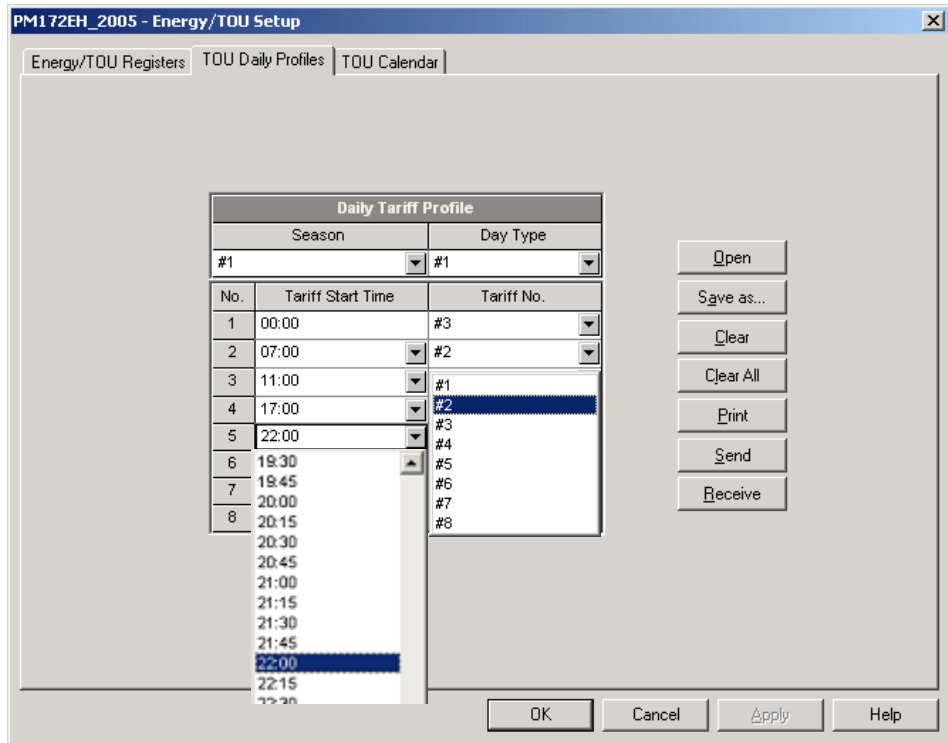 PM172EH_2005 - Energy/TOU Setup
Energy/TOU Registers TOU Daily Profiles TOU Calendar
Daily Tariff Profile
Season Day Type
#1 #1
No. Tariff Start Time Tariff No.
1 00:00 #3
2 07:00 #2
3 11:00
4 17:00
5 22:00
6
7
8
#1
#2
#3
#4
#5
#6
#7
#8
19:30
19:45
20:00
20:15
20:30
20:45
21:00
21:15
21:30
21:45
22:00
22:15
22:30
Open
Save as...
Clear
Clear All
Print
Send
Receive
OK Cancel Apply Help